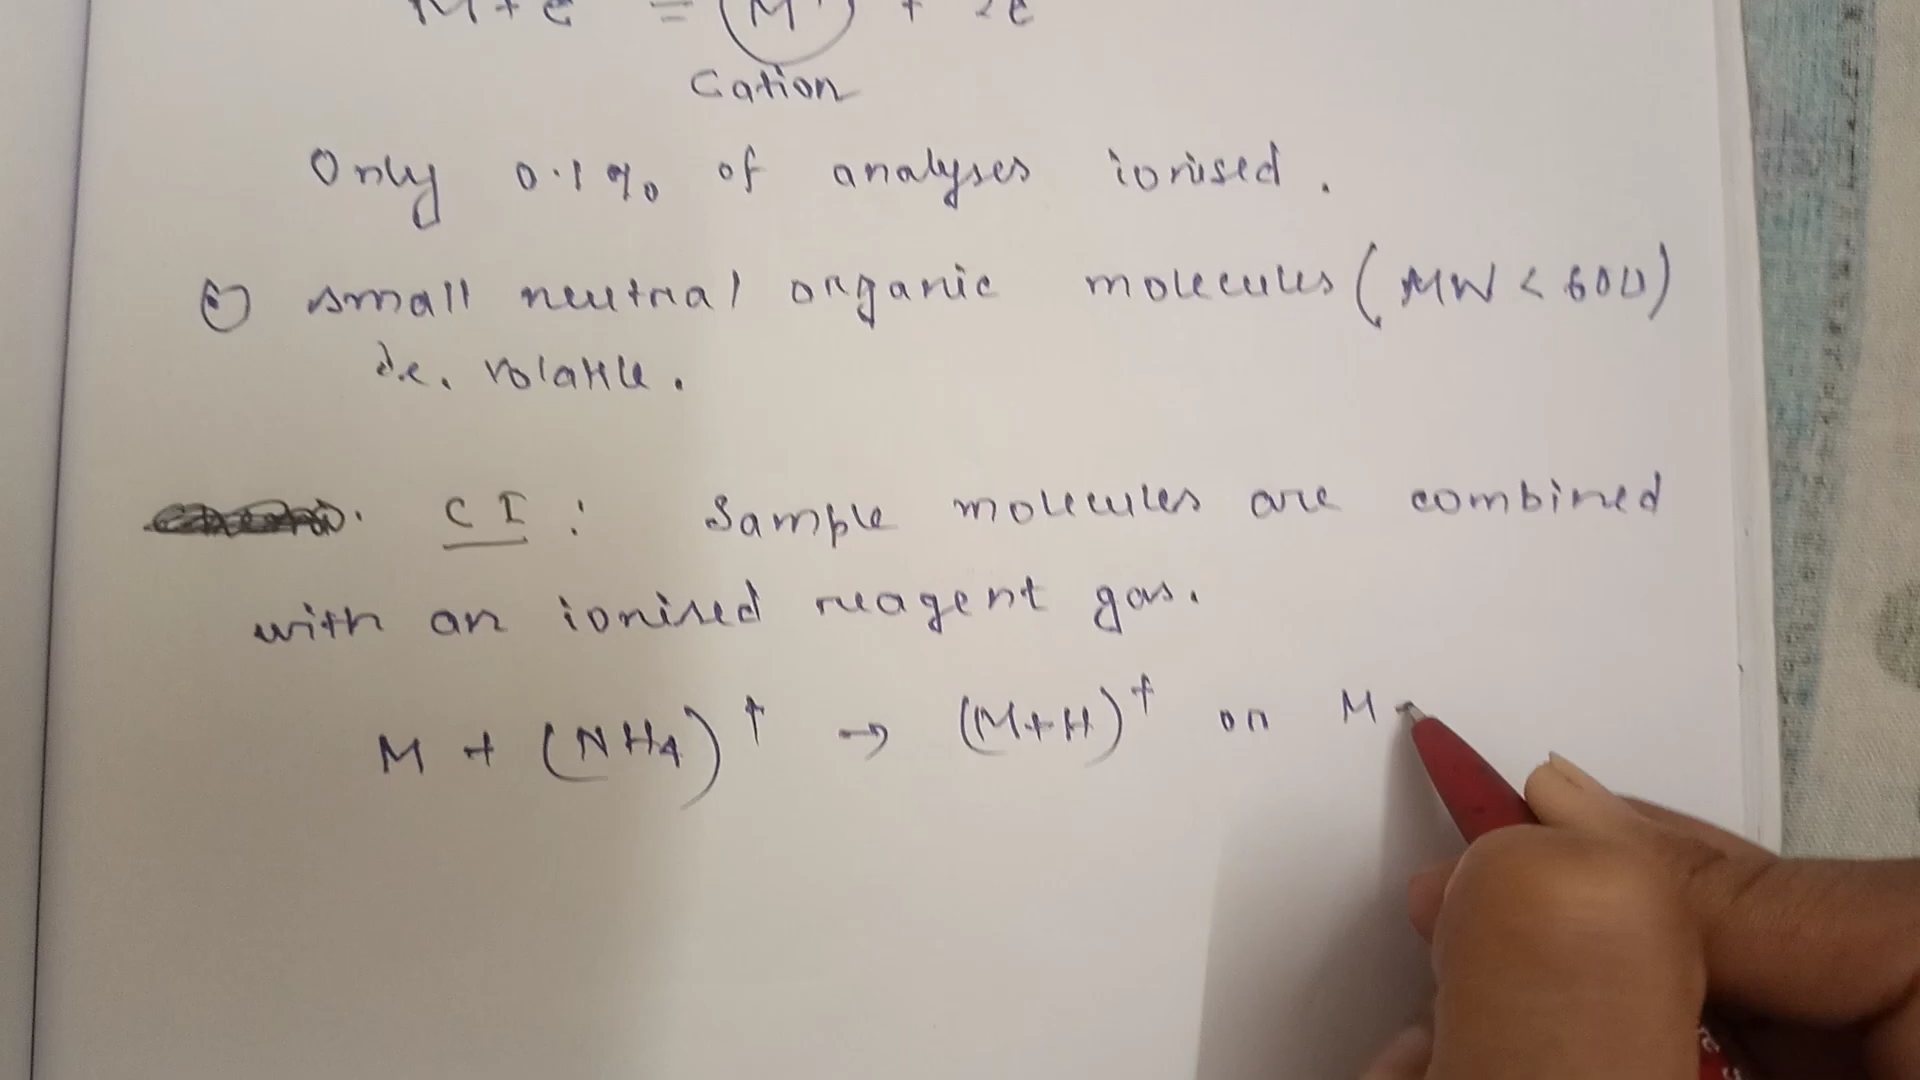 M + e = (M+) + 2e
Cation
Only 0.1% of analyses ionised.
small neutral organic molecules (MW < 600)
i.e. volatile.
CI : Sample molecules are combined
with an ionised reagent gas.
M + (NH4)+ → (M+H)+ or M